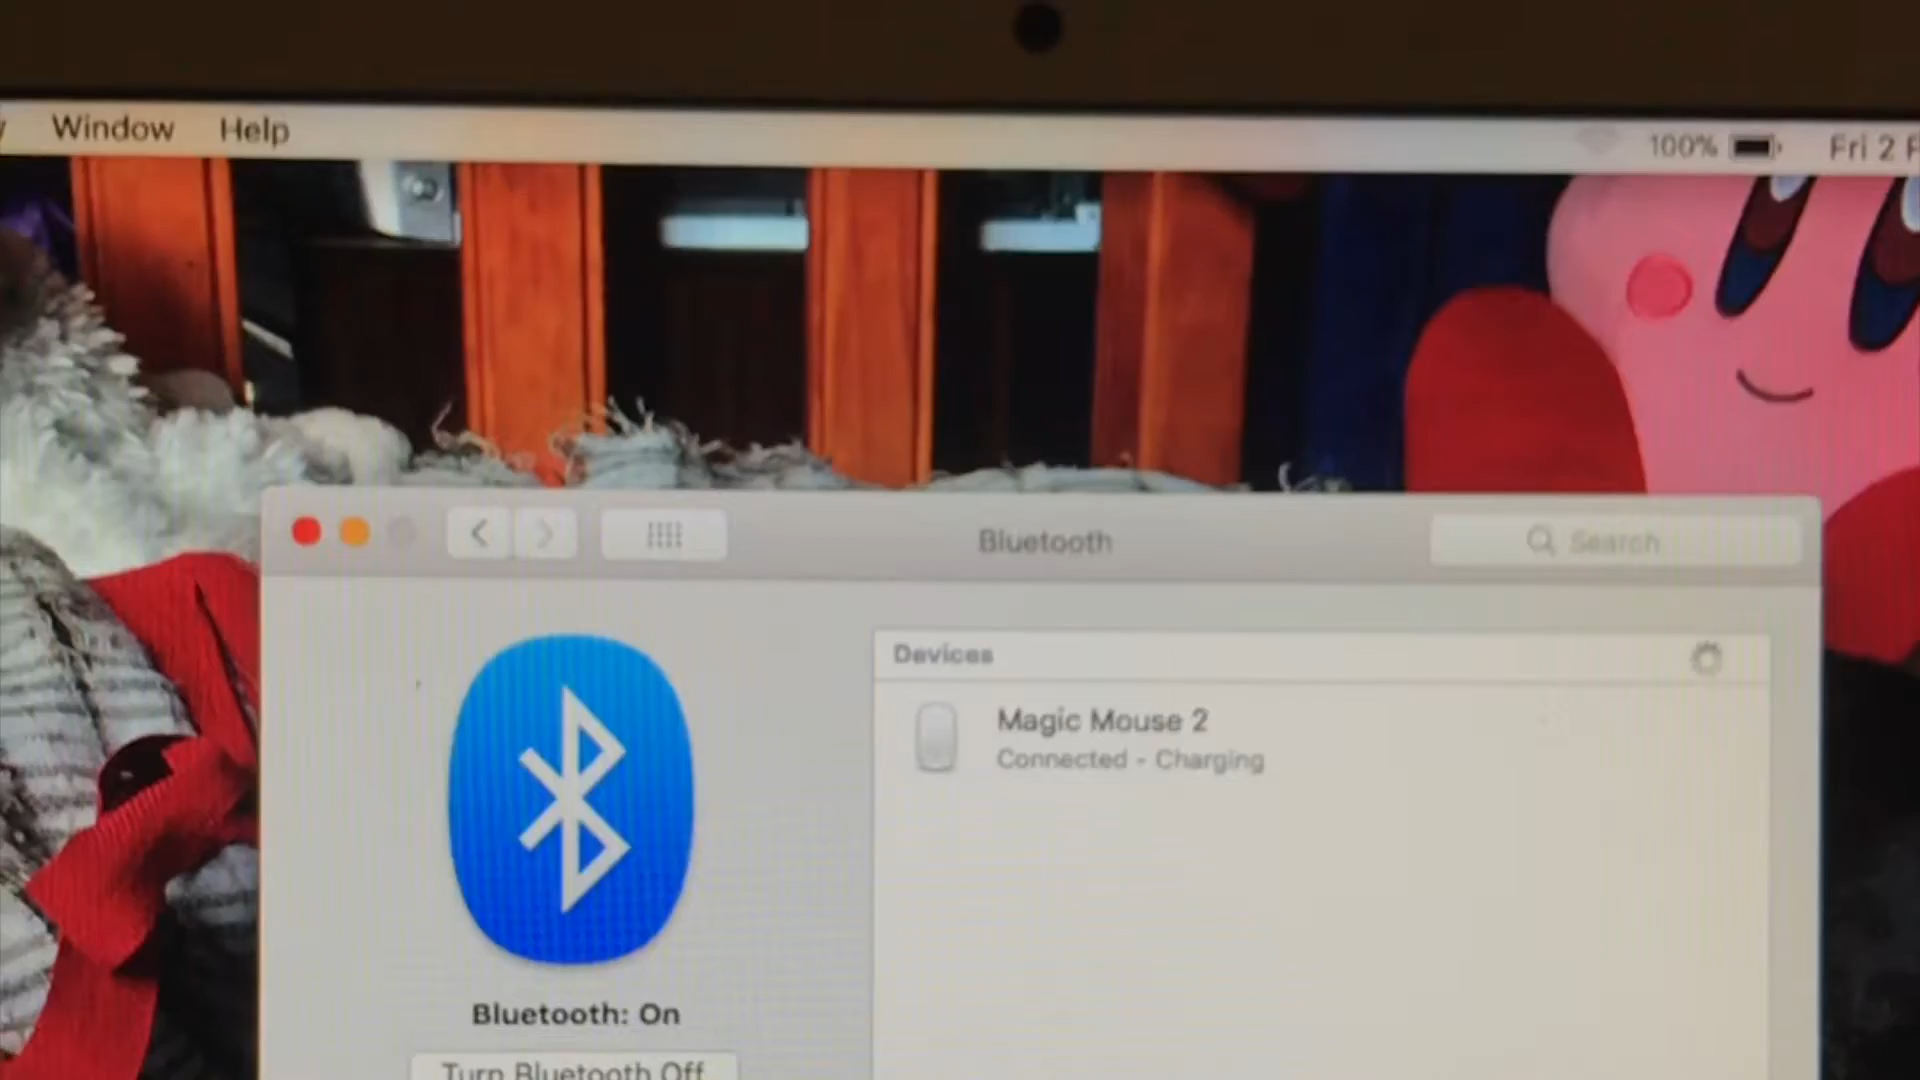 Window Help 100% Fri 2
Bluetooth
Search
Devices
Magic Mouse 2
Connected - Charging
Bluetooth: On
Turn Bluetooth Off